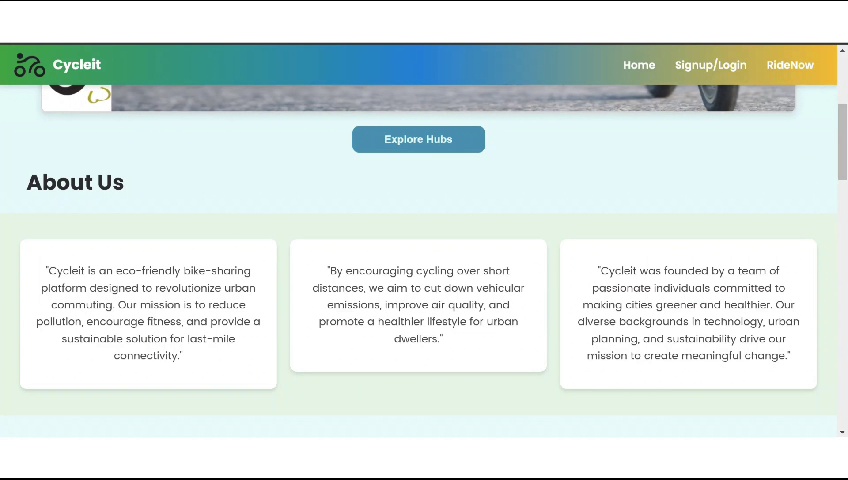 Cycleit
Home Signup/Login RideNow
Explore Hubs
About Us
"Cycleit is an eco-friendly bike-sharing
platform designed to revolutionize urban
commuting. Our mission is to reduce
pollution, encourage fitness, and provide a
sustainable solution for last-mile
connectivity."
"By encouraging cycling over short
distances, we aim to cut down vehicular
emissions, improve air quality, and
promote a healthier lifestyle for urban
dwellers."
"Cycleit was founded by a team of
passionate individuals committed to
making cities greener and healthier. Our
diverse backgrounds in technology, urban
planning, and sustainability drive our
mission to create meaningful change."